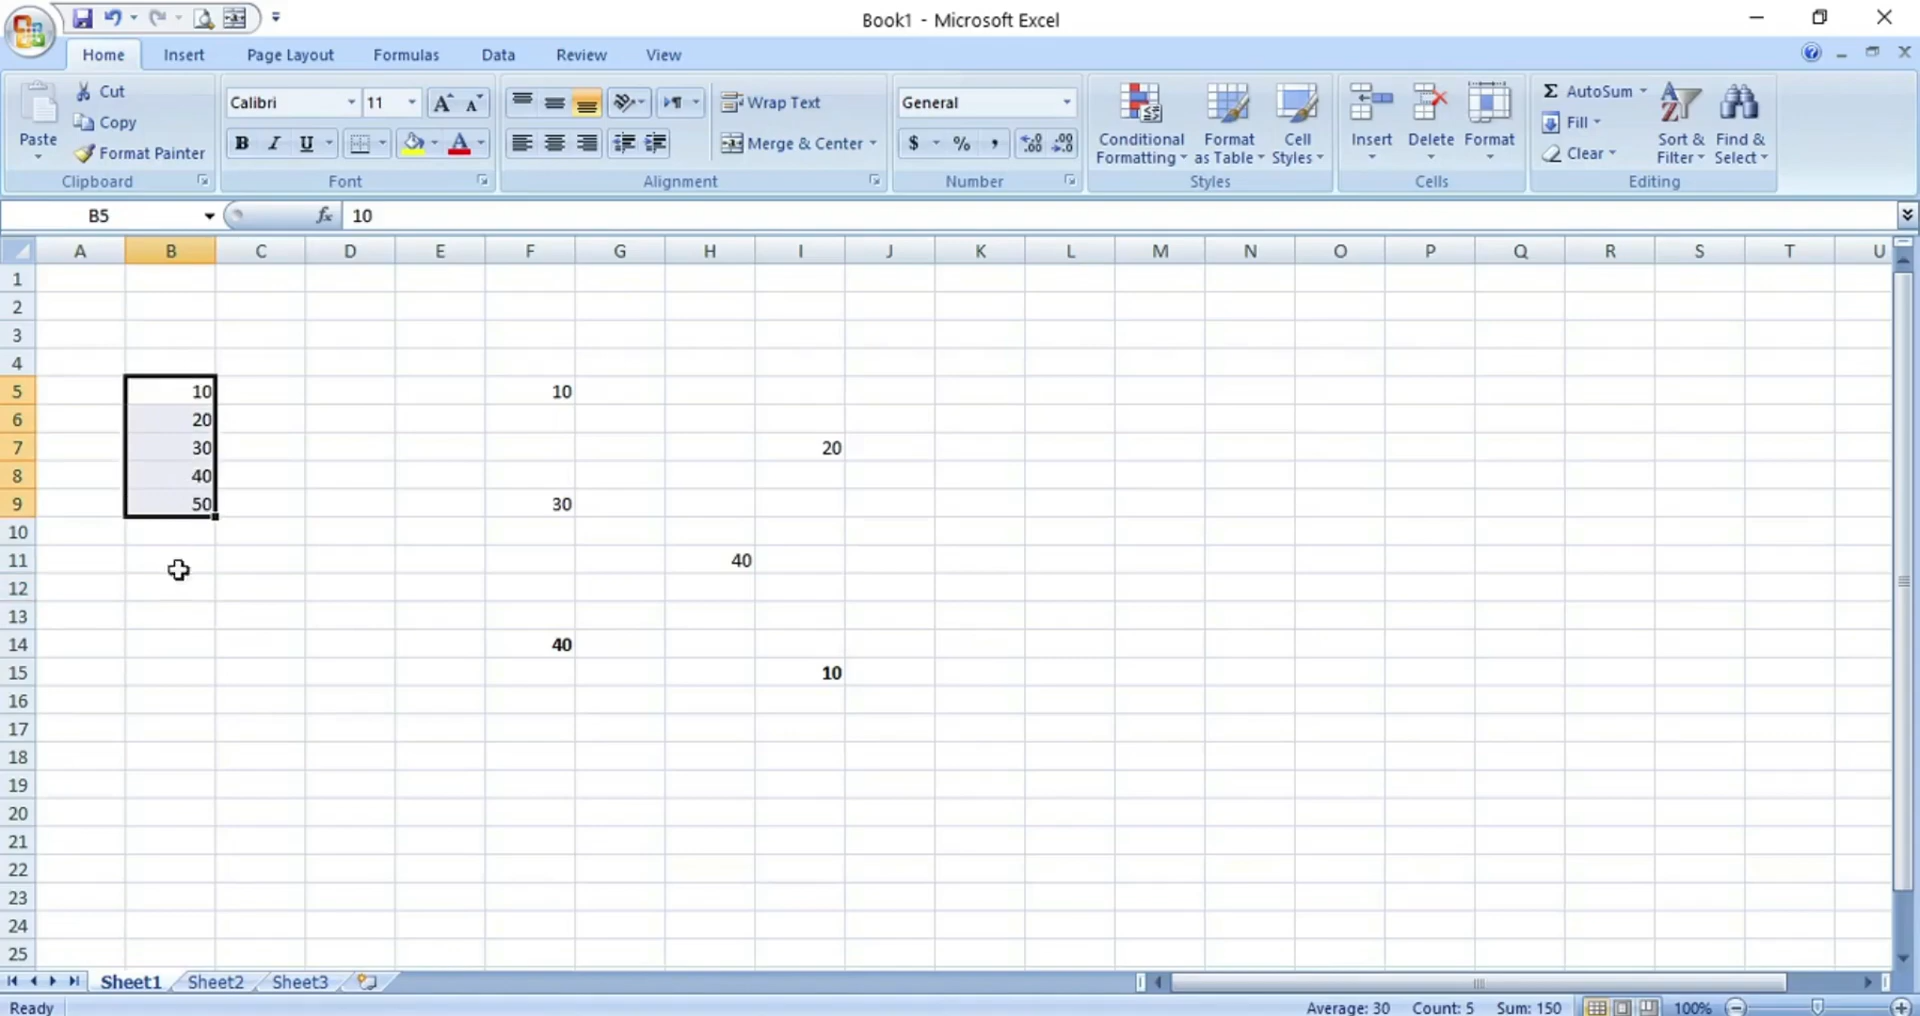 Book1 - Microsoft Excel
Home Insert Page Layout Formulas Data Review View
Paste
Cut
Copy
Format Painter
Clipboard
Calibri 11 A A
B I U A
Font
Wrap Text
Merge & Center
Alignment
General
$ % , .00 .00
Number
Conditional Formatting
Format as Table
Cell Styles
Styles
Insert Delete Format
Cells
Σ AutoSum
Fill
Clear
Sort & Filter
Find & Select
Editing
B5 fx 10
A B C D E F G H I J K L M N O P Q R S T U
1
2
3
4
5 10 10
6 20
7 30 20
8 40
9 50 30
10
11 40
12
13
14 40
15 10
16
17
18
19
20
21
22
23
24
25
Sheet1 Sheet2 Sheet3
Ready Average: 30 Count: 5 Sum: 150 100%